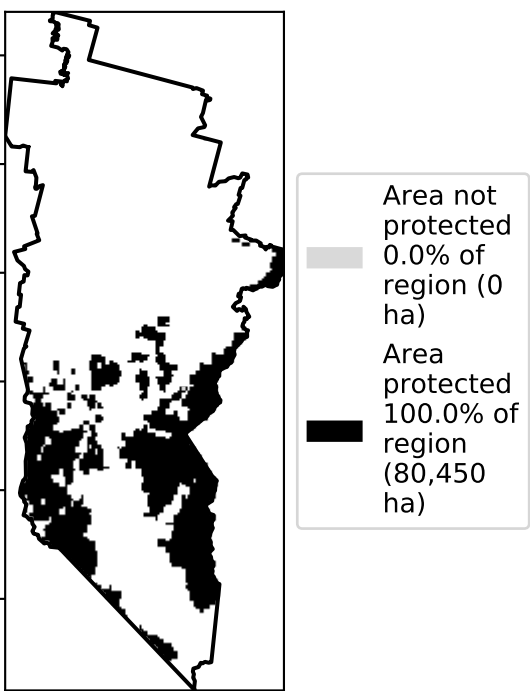 Area not
protected
0.0% of
region (0
ha)
Area
protected
100.0% of
region
(80,450
ha)